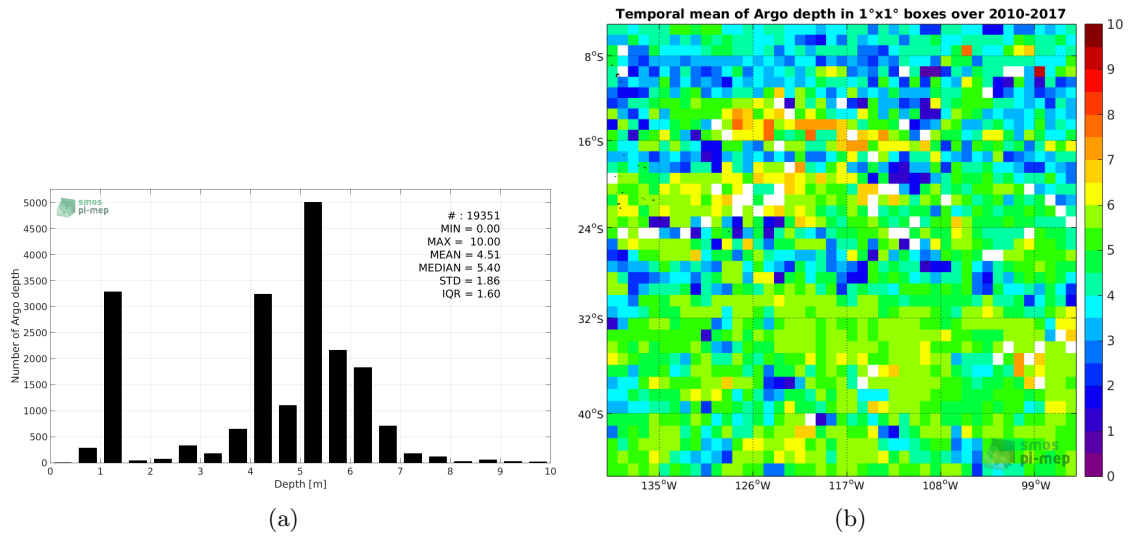 smos
pi-mep
# : 19351
MIN = 0.00
MAX = 10.00
MEAN = 4.51
MEDIAN = 5.40
STD = 1.86
IQR = 1.60
Number of Argo depth
5000
4500
4000
3500
3000
2500
2000
1500
1000
500
0
0 1 2 3 4 5 6 7 8 9 10
Depth [m]
(a)
Temporal mean of Argo depth in 1°x1° boxes over 2010-2017
8°S
16°S
24°S
32°S
40°S
135°W 126°W 117°W 108°W 99°W
smos
pi-mep
10
9
8
7
6
5
4
3
2
1
0
(b)